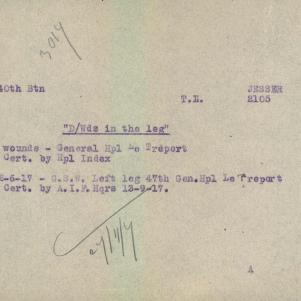 3014
40th Btn JESSER
T.E. 2105
"D/Wds in the leg"
wounds - General Hpl Le Treport
Cert. by Hpl Index
8-6-17 - G.S.W. Left leg 47th Gen.Hpl Le Treport
Cert. by A.I.F.Hqrs 13-9-17.
A